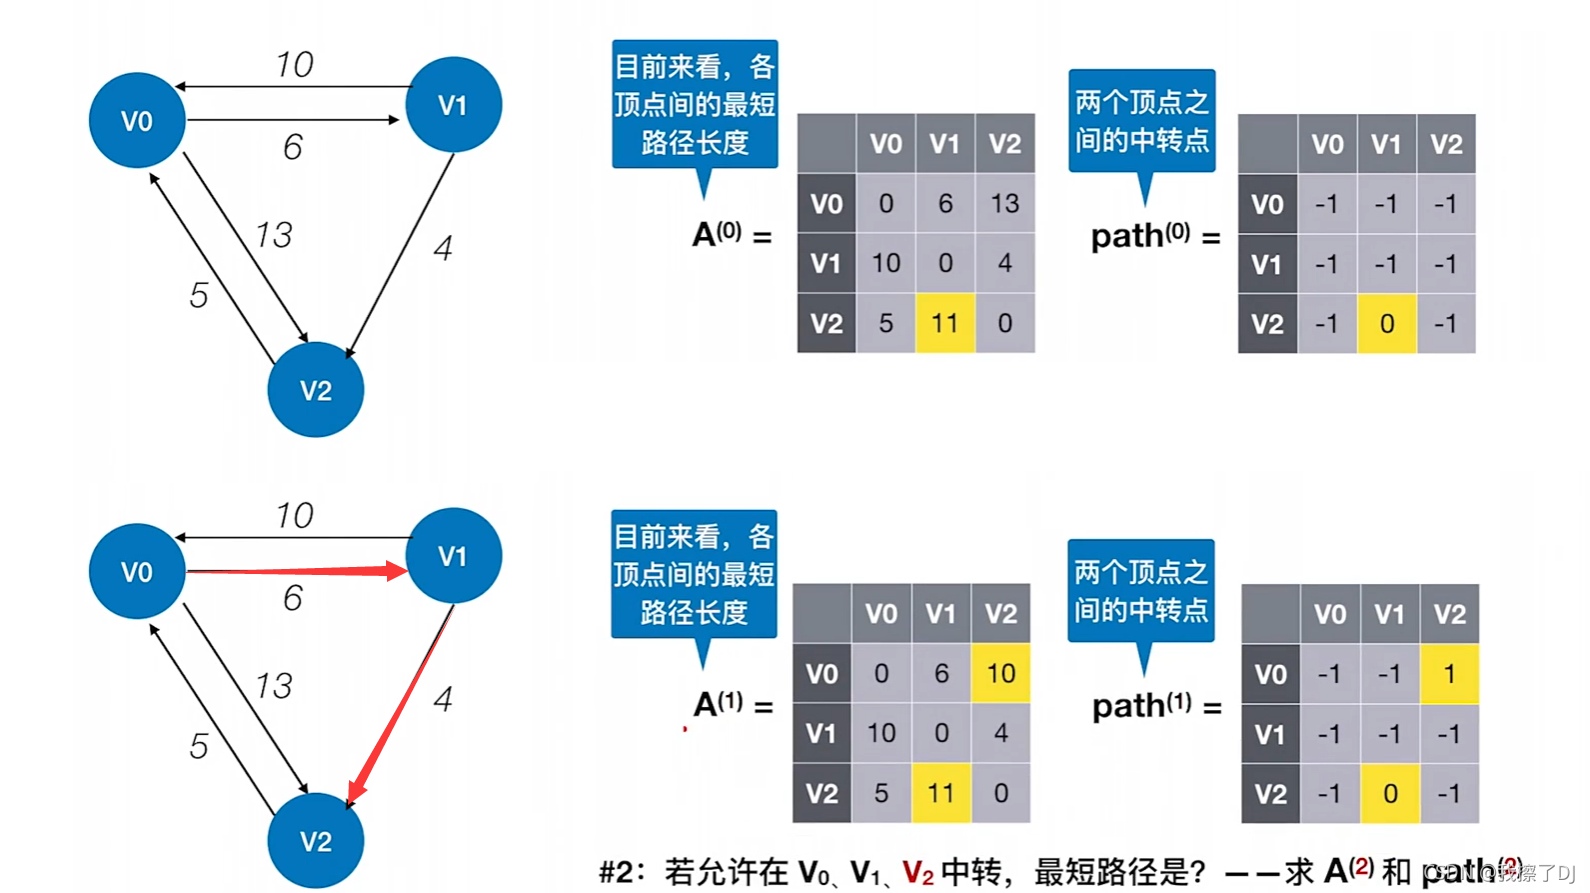 10
V0
V1
6
13
4
5
V2
目前来看，各
顶点间的最短
路径长度
A(0) =
V0 V1 V2
V0 0 6 13
V1 10 0 4
V2 5 11 0
两个顶点之
间的中转点
path(0) =
V0 V1 V2
V0 -1 -1 -1
V1 -1 -1 -1
V2 -1 0 -1
10
V0
V1
6
13
4
5
V2
目前来看，各
顶点间的最短
路径长度
A(1) =
V0 V1 V2
V0 0 6 10
V1 10 0 4
V2 5 11 0
两个顶点之
间的中转点
path(1) =
V0 V1 V2
V0 -1 -1 1
V1 -1 -1 -1
V2 -1 0 -1
#2：若允许在 V0、V1、V2 中转，最短路径是？——求 A(2) 和 path(2)
CSDN @我擦了DJ